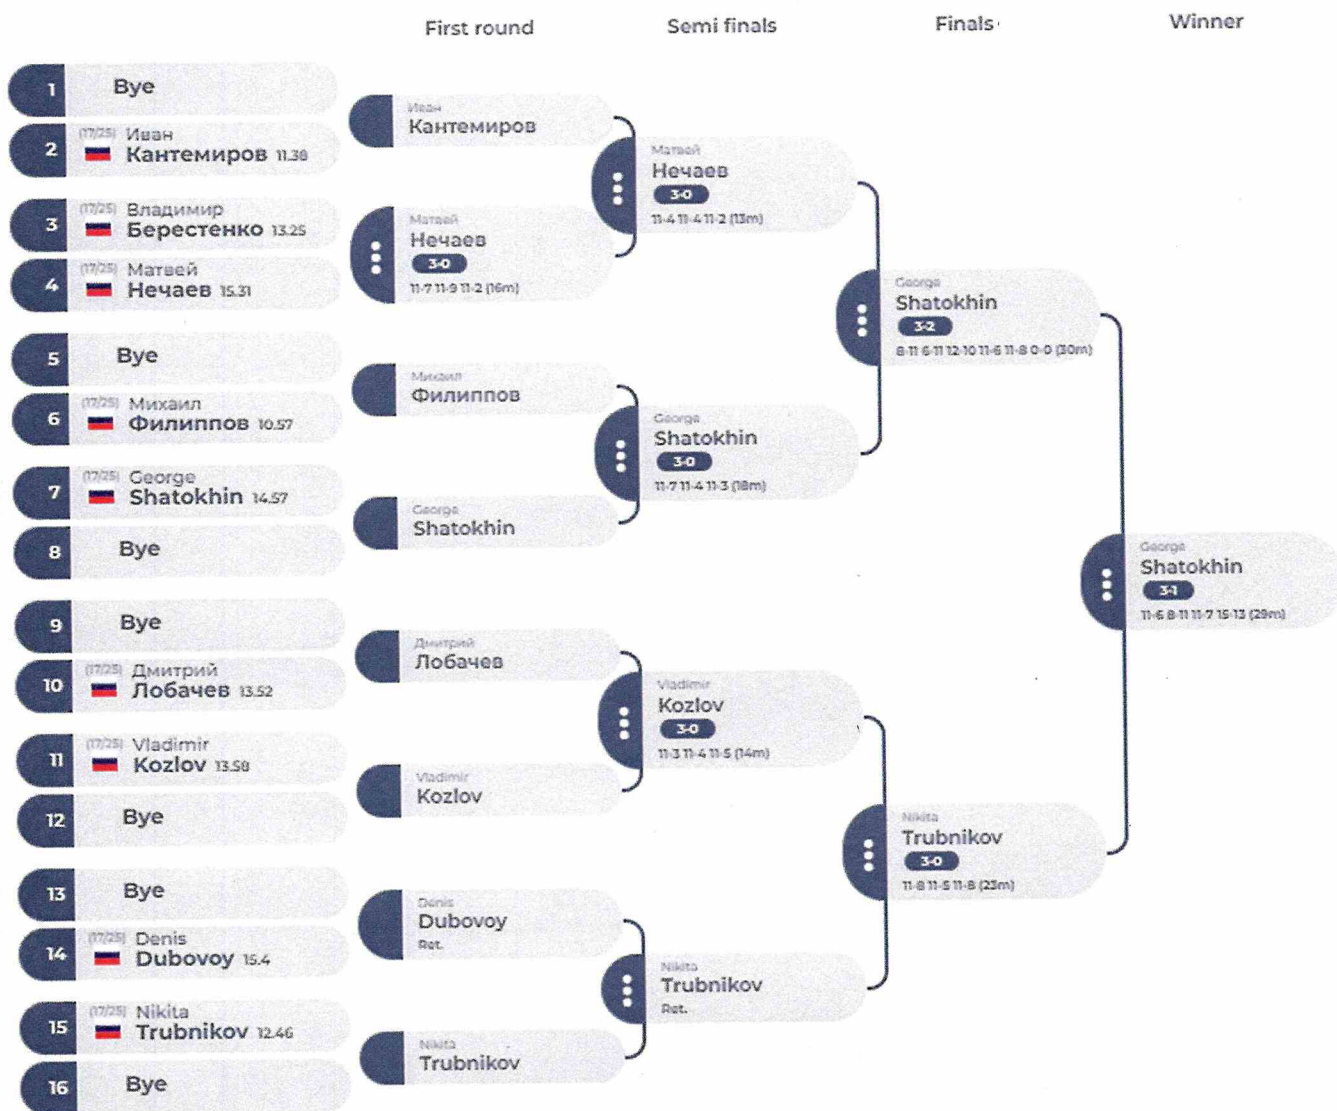 First round
Semi finals
Finals
Winner
1
Bye
2
(17/25) Иван
Кантемиров 11.38
3
(17/25) Владимир
Берестенко 13.25
4
(17/25) Матвей
Нечаев 15.31
5
Bye
6
(17/25) Михаил
Филиппов 10.57
7
(17/25) George
Shatokhin 14.57
8
Bye
9
Bye
10
(17/25) Дмитрий
Лобачев 13.52
11
(17/25) Vladimir
Kozlov 13.58
12
Bye
13
Bye
14
(17/25) Denis
Dubovoy 15.4
15
(17/25) Nikita
Trubnikov 12.46
16
Bye
Иван
Кантемиров
Матвей
Нечаев
3-0
11-7 11-9 11-2 (16m)
Михаил
Филиппов
George
Shatokhin
Дмитрий
Лобачев
Vladimir
Kozlov
Denis
Dubovoy
Ret.
Nikita
Trubnikov
Матвей
Нечаев
3-0
11-4 11-4 11-2 (13m)
George
Shatokhin
3-0
11-7 11-4 11-3 (18m)
Vladimir
Kozlov
3-0
11-3 11-4 11-5 (14m)
Nikita
Trubnikov
Ret.
George
Shatokhin
3-2
8-11 6-11 12-10 11-6 11-8 0-0 (30m)
Nikita
Trubnikov
3-0
11-8 11-5 11-8 (23m)
George
Shatokhin
3-1
11-6 8-11 11-7 15-13 (29m)